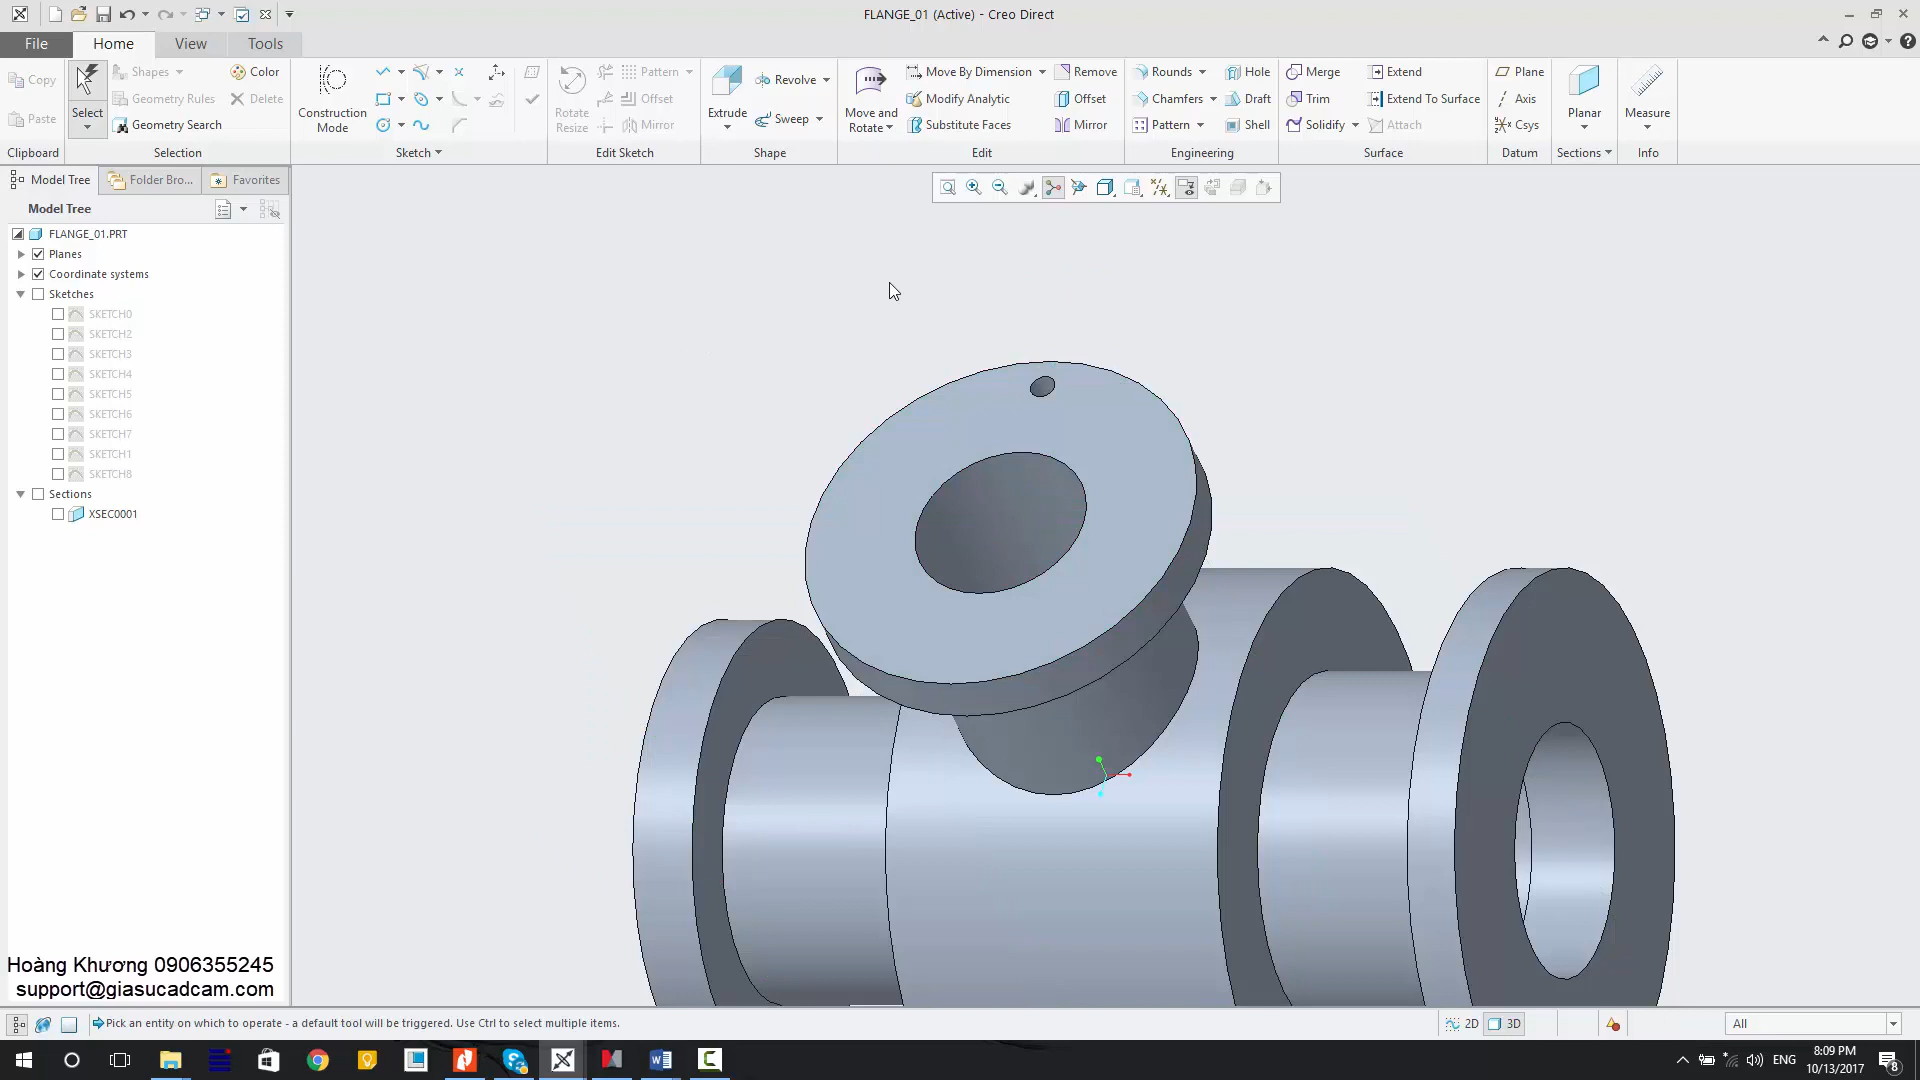 FLANGE_01 (Active) - Creo Direct
File Home View Tools
Copy
Paste
Clipboard
Select
Shapes
Geometry Rules
Geometry Search
Color
Delete
Selection
Construction
Mode
Sketch
Rotate
Resize
Pattern
Offset
Mirror
Edit Sketch
Extrude
Revolve
Sweep
Shape
Move and
Rotate
Move By Dimension
Modify Analytic
Substitute Faces
Remove
Offset
Mirror
Edit
Rounds
Chamfers
Pattern
Hole
Draft
Shell
Engineering
Merge
Trim
Solidify
Extend
Extend To Surface
Attach
Surface
Plane
Axis
Csys
Datum
Planar
Sections
Measure
Info
Model Tree Folder Bro... Favorites
Model Tree
FLANGE_01.PRT
Planes
Coordinate systems
Sketches
SKETCH0
SKETCH2
SKETCH3
SKETCH4
SKETCH5
SKETCH6
SKETCH7
SKETCH1
SKETCH8
Sections
XSEC0001
Hoàng Khương 0906355245
support@giasucadcam.com
Pick an entity on which to operate - a default tool will be triggered. Use Ctrl to select multiple items.
2D 3D
All
ENG
8:09 PM
10/13/2017
8